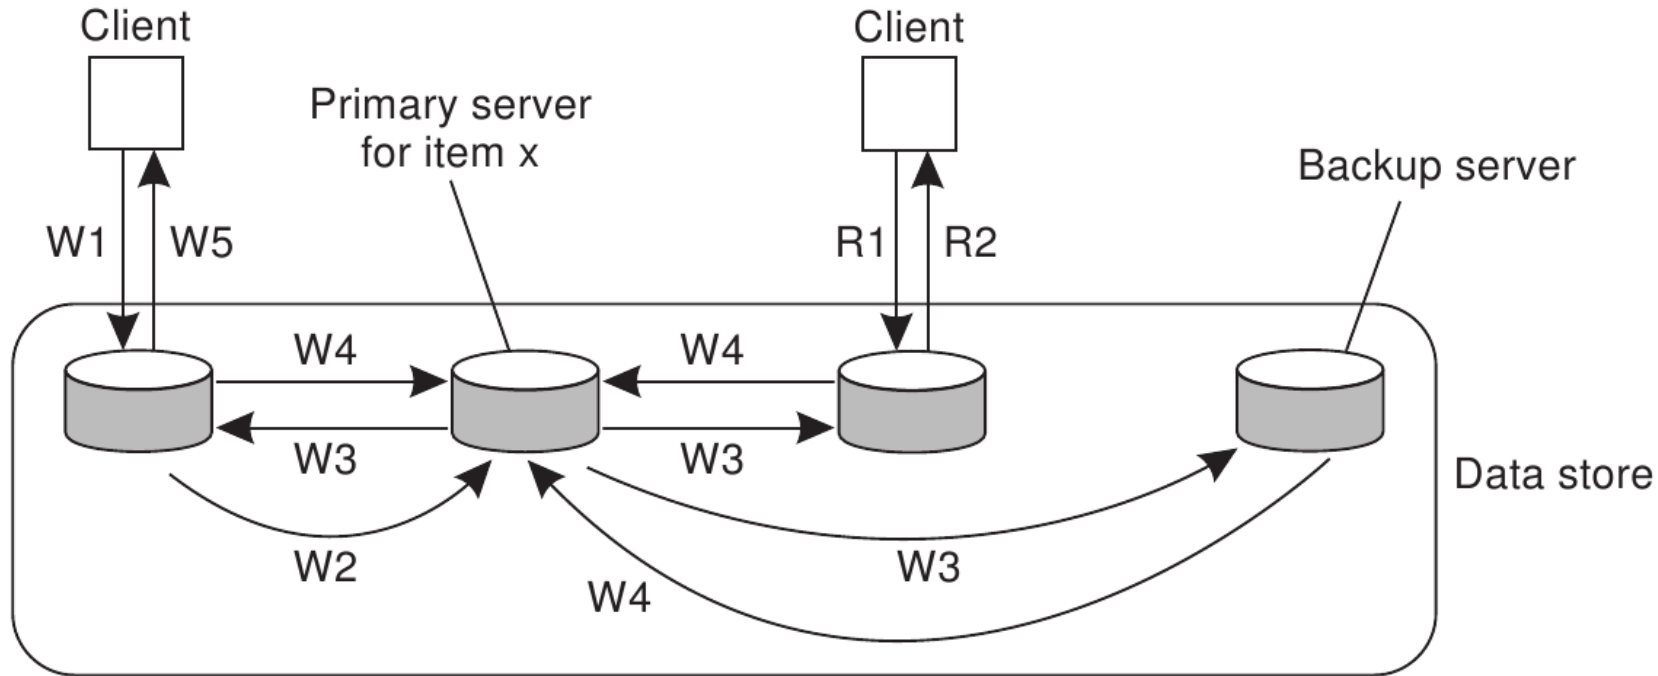 Client
Client
Primary server
for item x
Backup server
W1
W5
R1
R2
W4
W4
W3
W3
Data store
W2
W3
W4